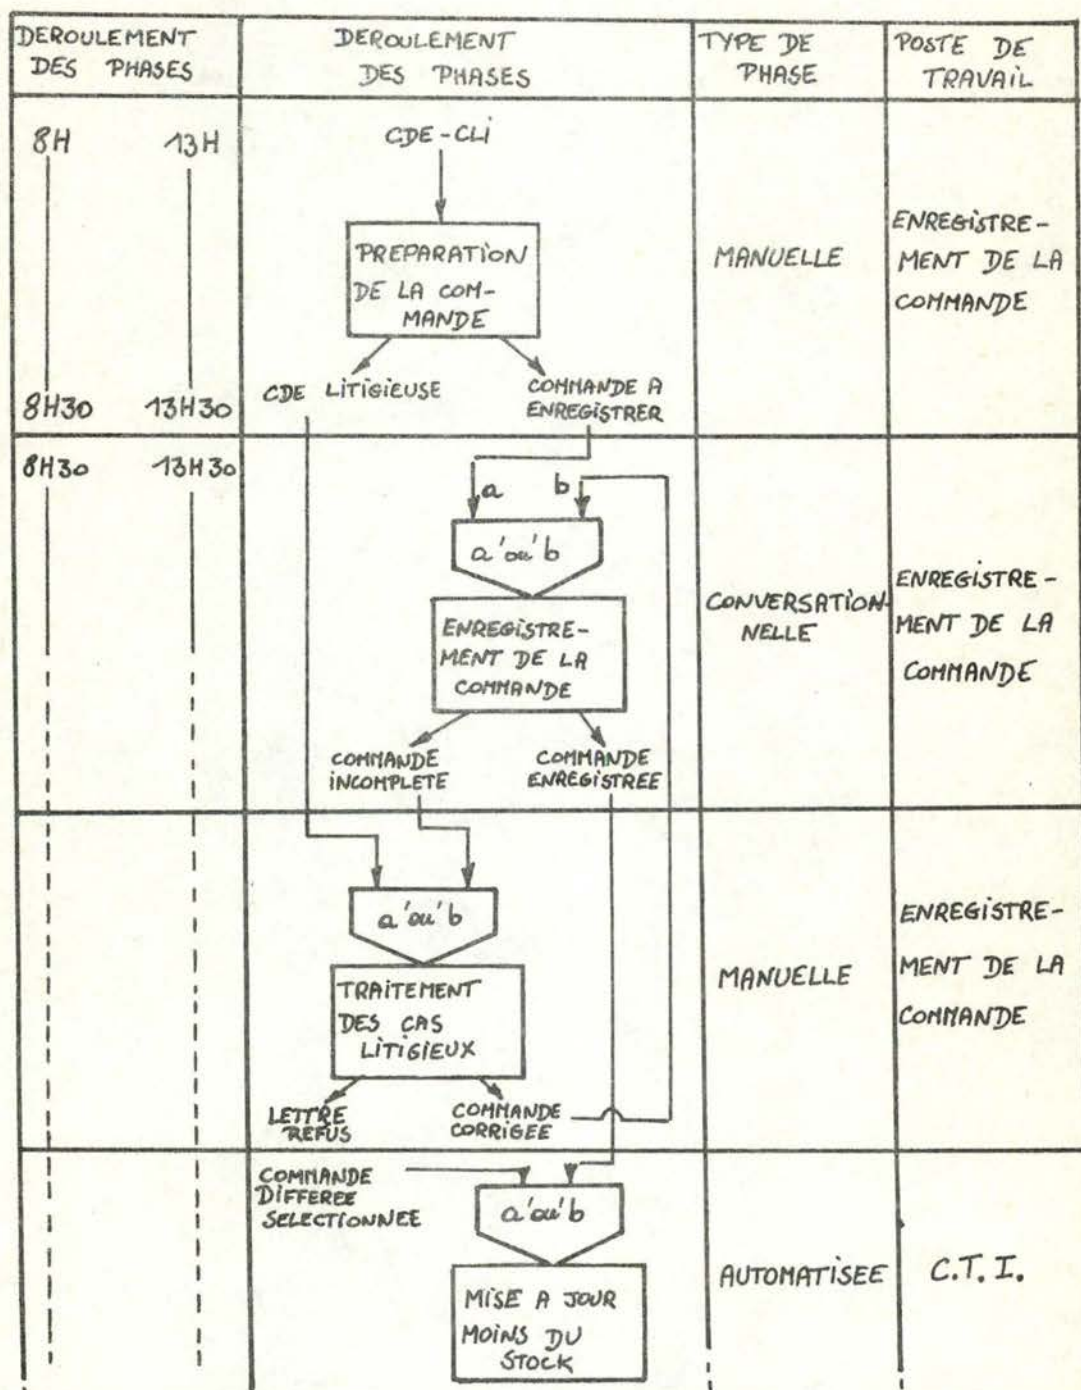 DEROULEMENT
DES PHASES
DEROULEMENT
DES PHASES
TYPE DE
PHASE
POSTE DE
TRAVAIL
8H 13H
CDE-CLI
PREPARATION
DE LA COM-
MANDE
MANUELLE
ENREGISTRE-
MENT DE LA
COMMANDE
CDE LITIGIEUSE
COMMANDE A
ENREGISTRER
8H30 13H30
8H30 13H30
a b
a 'ou' b
ENREGISTRE-
MENT DE LA
COMMANDE
CONVERSATION-
NELLE
ENREGISTRE-
MENT DE LA
COMMANDE
COMMANDE
INCOMPLETE
COMMANDE
ENREGISTREE
a 'ou' b
TRAITEMENT
DES CAS
LITIGIEUX
MANUELLE
ENREGISTRE-
MENT DE LA
COMMANDE
LETTRE
REFUS
COMMANDE
CORRIGEE
COMMANDE
DIFFEREE
SELECTIONNEE
a 'ou' b
MISE A JOUR
MOINS DU
STOCK
AUTOMATISEE
C.T.I.